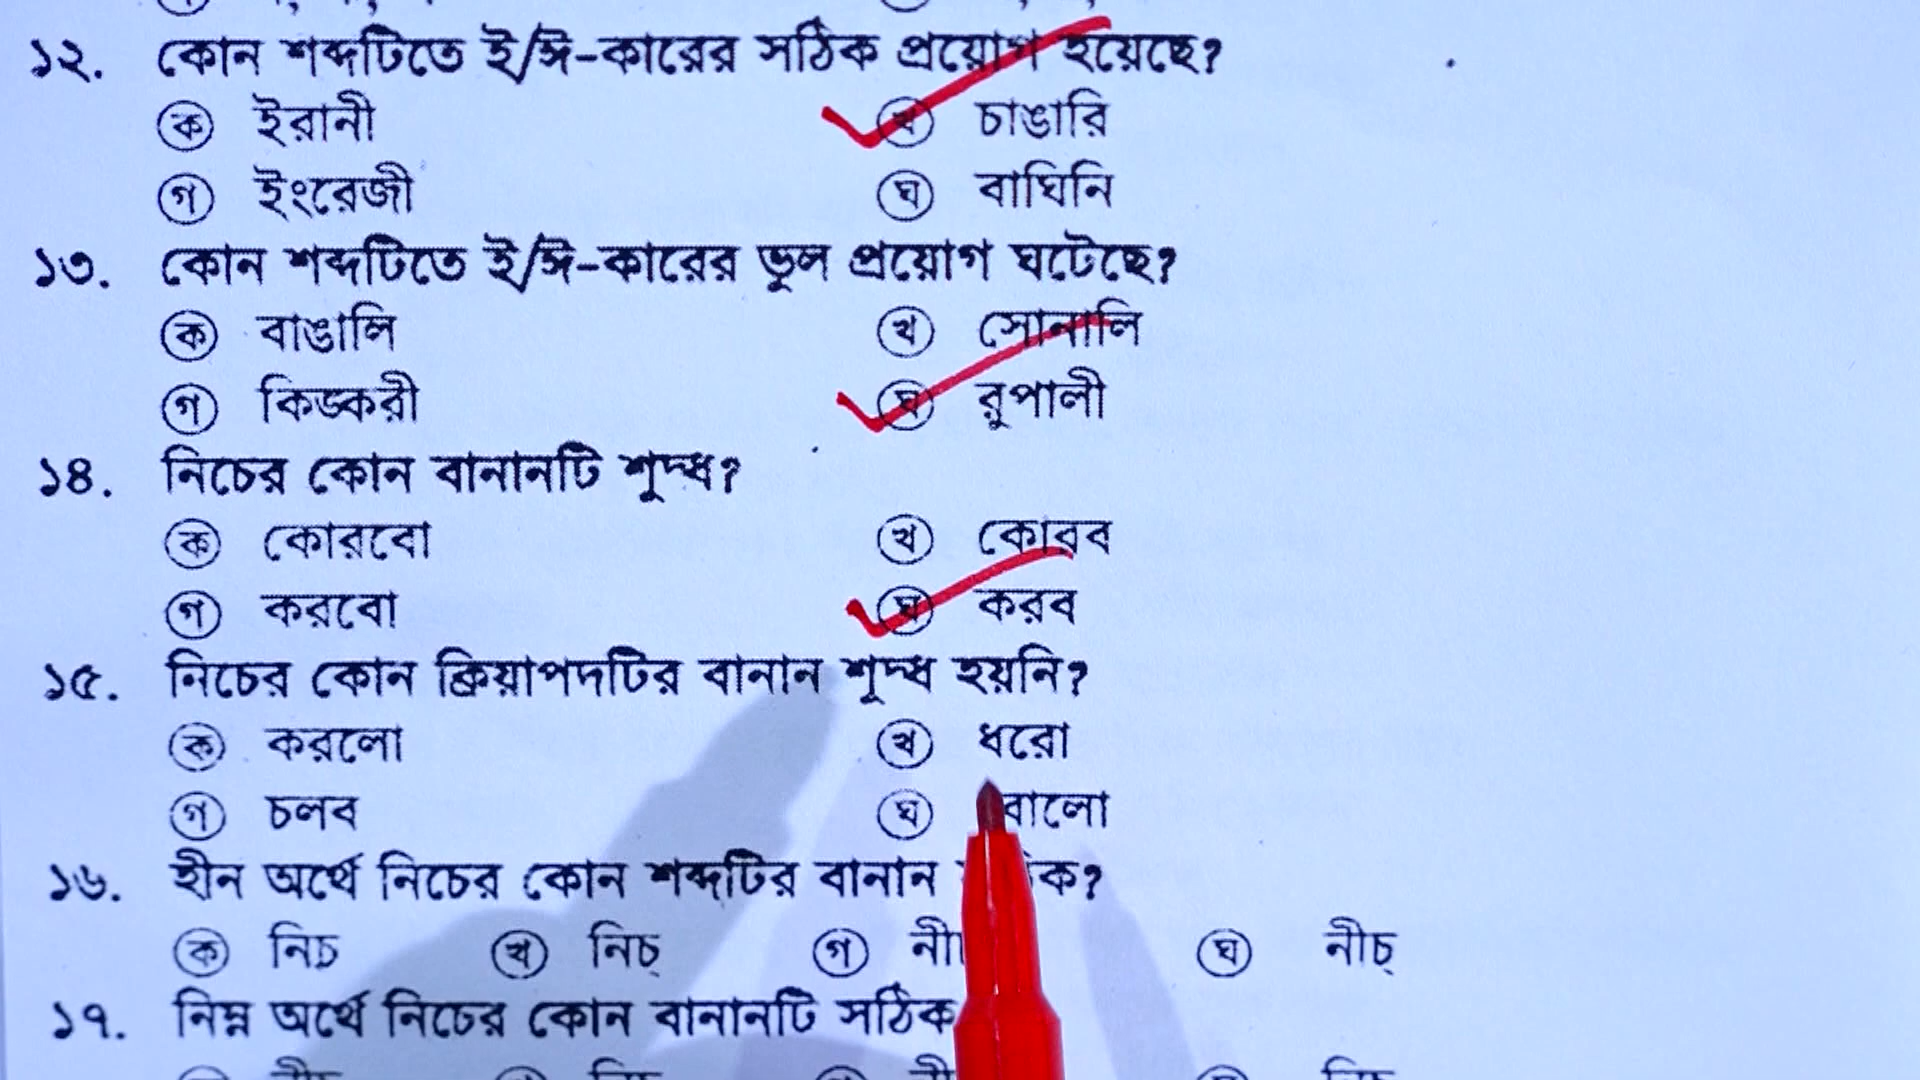 ১২. কোন শব্দটিতে ই/ঈ-কারের সঠিক প্রয়োগ হয়েছে?
ক ইরানী খ চাঙারি
গ ইংরেজী ঘ বাঘিনি
১৩. কোন শব্দটিতে ই/ঈ-কারের ভুল প্রয়োগ ঘটেছে?
ক বাঙালি খ সোনালি
গ কিঙ্করী ঘ রুপালী
১৪. নিচের কোন বানানটি শুদ্ধ?
ক কোরবো খ কোরব
গ করবো ঘ করব
১৫. নিচের কোন ক্রিয়াপদটির বানান শুদ্ধ হয়নি?
ক করলো খ ধরো
গ চলব ঘ
১৬. হীন অর্থে নিচের কোন শব্দটির বানান
ক নিচ খ নিচ্ গ ঘ নীচ্
১৭. নিম্ন অর্থে নিচের কোন বানানটি সঠিক